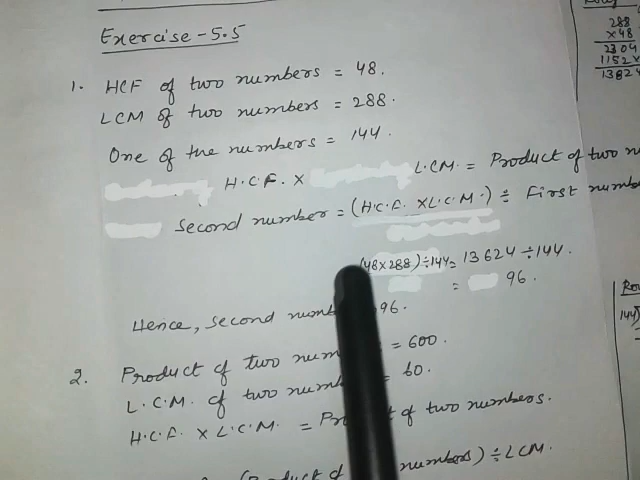 Exercise - 5.5
288
x48
2304
1152x
1. HCF of two numbers = 48.
LCM of two numbers = 288.
One of the numbers = 144.
H.C.F. X L.C.M. = Product of two
Second number = (H.C.F. X L.C.M.) ÷ First
(48x288)÷144 = 13624 ÷144.
= 96.
Hence, second 96.
2. Product of two = 600.
L.C.M. of two = 60.
H.C.F. X L.C.M. = of two numbers.
numbers) ÷ LCM.
144)